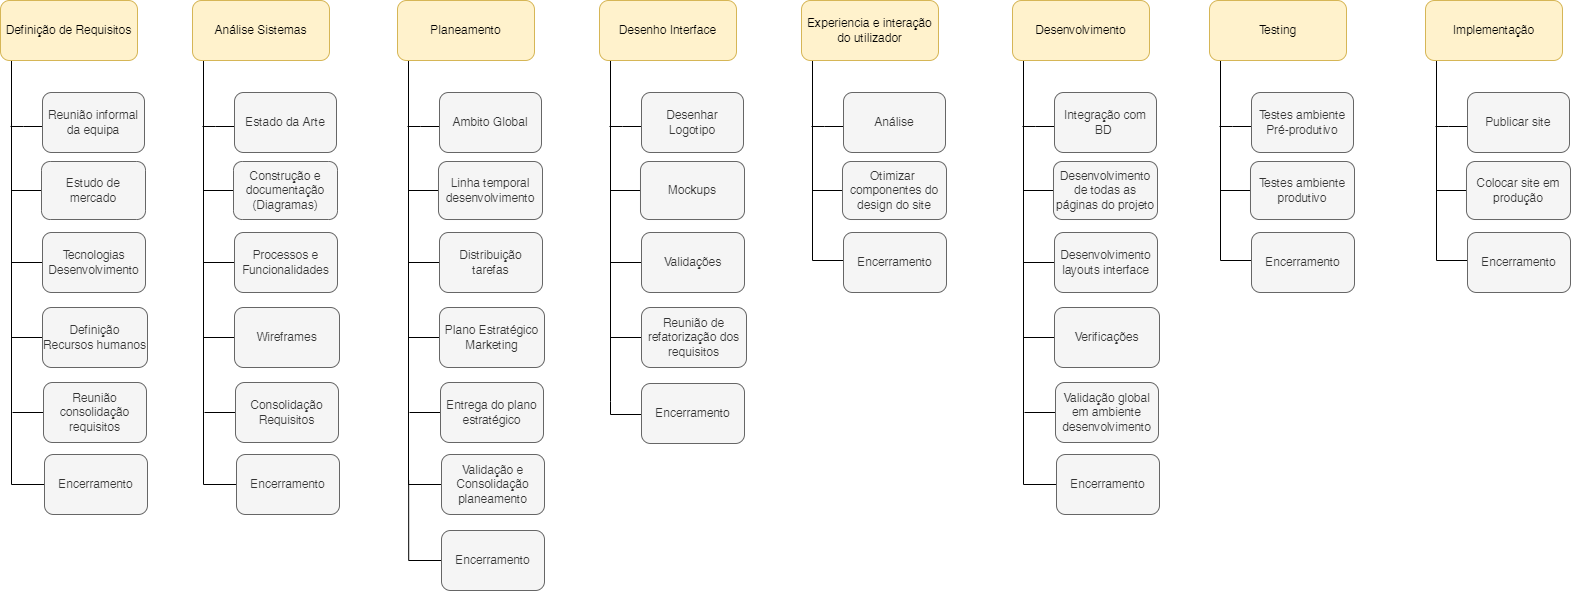 Definição de Requisitos
Reunião informal
da equipa
Estudo de
mercado
Tecnologias
Desenvolvimento
Definição
Recursos humanos
Reunião
consolidação
requisitos
Encerramento
Análise Sistemas
Estado da Arte
Construção e
documentação
(Diagramas)
Processos e
Funcionalidades
Wireframes
Consolidação
Requisitos
Encerramento
Planeamento
Ambito Global
Linha temporal
desenvolvimento
Distribuição
tarefas
Plano Estratégico
Marketing
Entrega do plano
estratégico
Validação e
Consolidação
planeamento
Encerramento
Desenho Interface
Desenhar
Logotipo
Mockups
Validações
Reunião de
refatorização dos
requisitos
Encerramento
Experiencia e interação
do utilizador
Análise
Otimizar
componentes do
design do site
Encerramento
Desenvolvimento
Integração com
BD
Desenvolvimento
de todas as
páginas do projeto
Desenvolvimento
layouts interface
Verificações
Validação global
em ambiente
desenvolvimento
Encerramento
Testing
Testes ambiente
Pré-produtivo
Testes ambiente
produtivo
Encerramento
Implementação
Publicar site
Colocar site em
produção
Encerramento